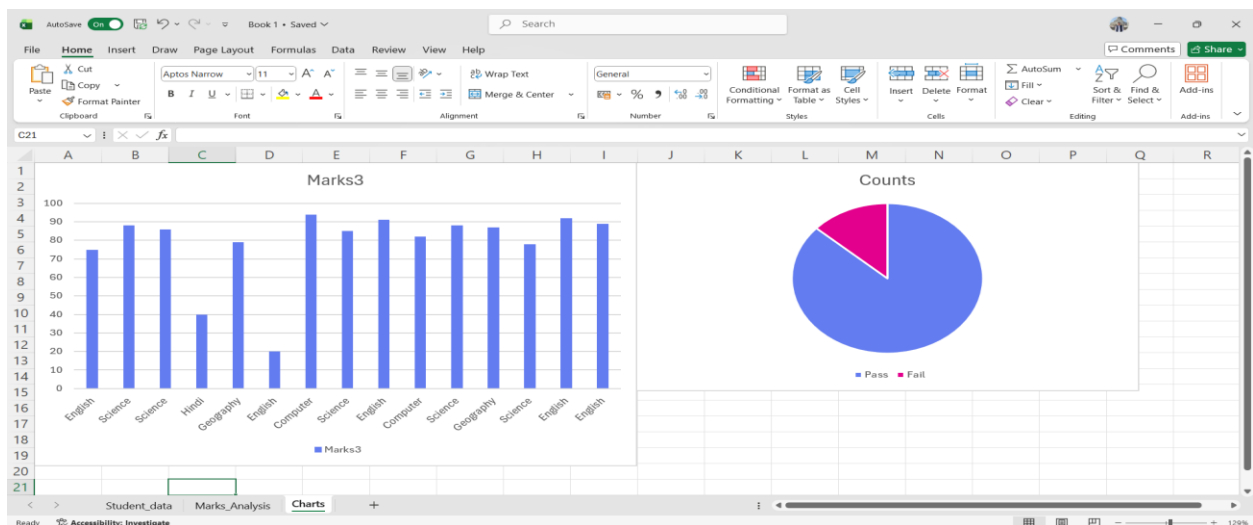 AutoSave On Book 1 • Saved Search
File Home Insert Draw Page Layout Formulas Data Review View Help Comments Share
Paste Cut Copy Format Painter Clipboard
Aptos Narrow 11 A A B I U A Font
Wrap Text Merge & Center Alignment
General % Number
Conditional Formatting Format as Table Cell Styles Styles
Insert Delete Format Cells
AutoSum Fill Clear Sort & Filter Find & Select Editing
Add-ins Add-ins
C21 fx
A B C D E F G H I J K L M N O P Q R
1
2
3
4
5
6
7
8
9
10
11
12
13
14
15
16
17
18
19
20
21
Marks3
100
90
80
70
60
50
40
30
20
10
0
English Science Science Hindi Geography English Computer Science English Computer Science Geography Science English English
Marks3
Counts
Pass Fail
Student_data Marks_Analysis Charts +
Ready Accessibility: Investigate 129%